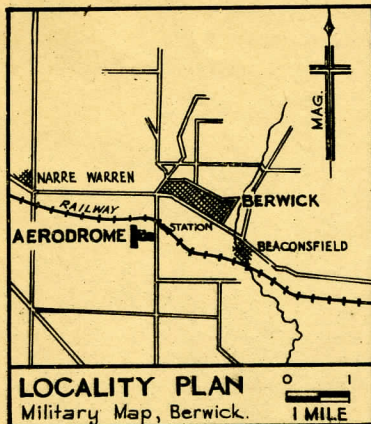 MAG.
NARRE WARREN
BERWICK
RAILWAY
STATION
AERODROME
BEACONSFIELD
LOCALITY PLAN
Military Map, Berwick.
0 1
1 MILE